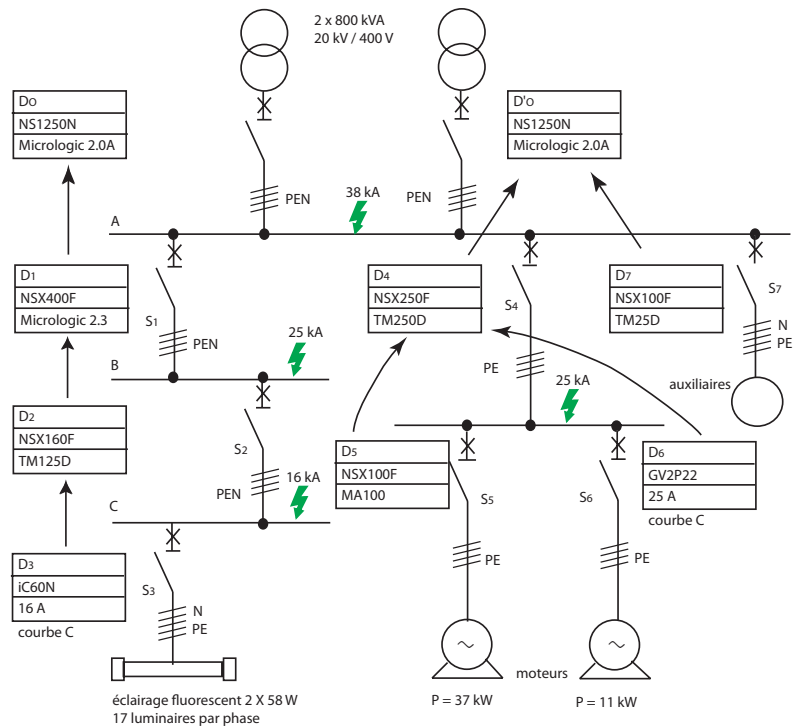 2 x 800 kVA
20 kV / 400 V
D0
NS1250N
Micrologic 2.0A
D'0
NS1250N
Micrologic 2.0A
PEN
38 kA
PEN
A
D1
NSX400F
Micrologic 2.3
S1
PEN
D4
NSX250F
TM250D
S4
PE
D7
NSX100F
TM25D
S7
N
PE
auxiliaires
25 kA
B
D2
NSX160F
TM125D
S2
PEN
25 kA
16 kA
C
D5
NSX100F
MA100
S5
PE
S6
PE
D6
GV2P22
25 A
courbe C
D3
iC60N
16 A
courbe C
S3
N
PE
~
~
moteurs
éclairage fluorescent 2 X 58 W
17 luminaires par phase
P = 37 kW
P = 11 kW